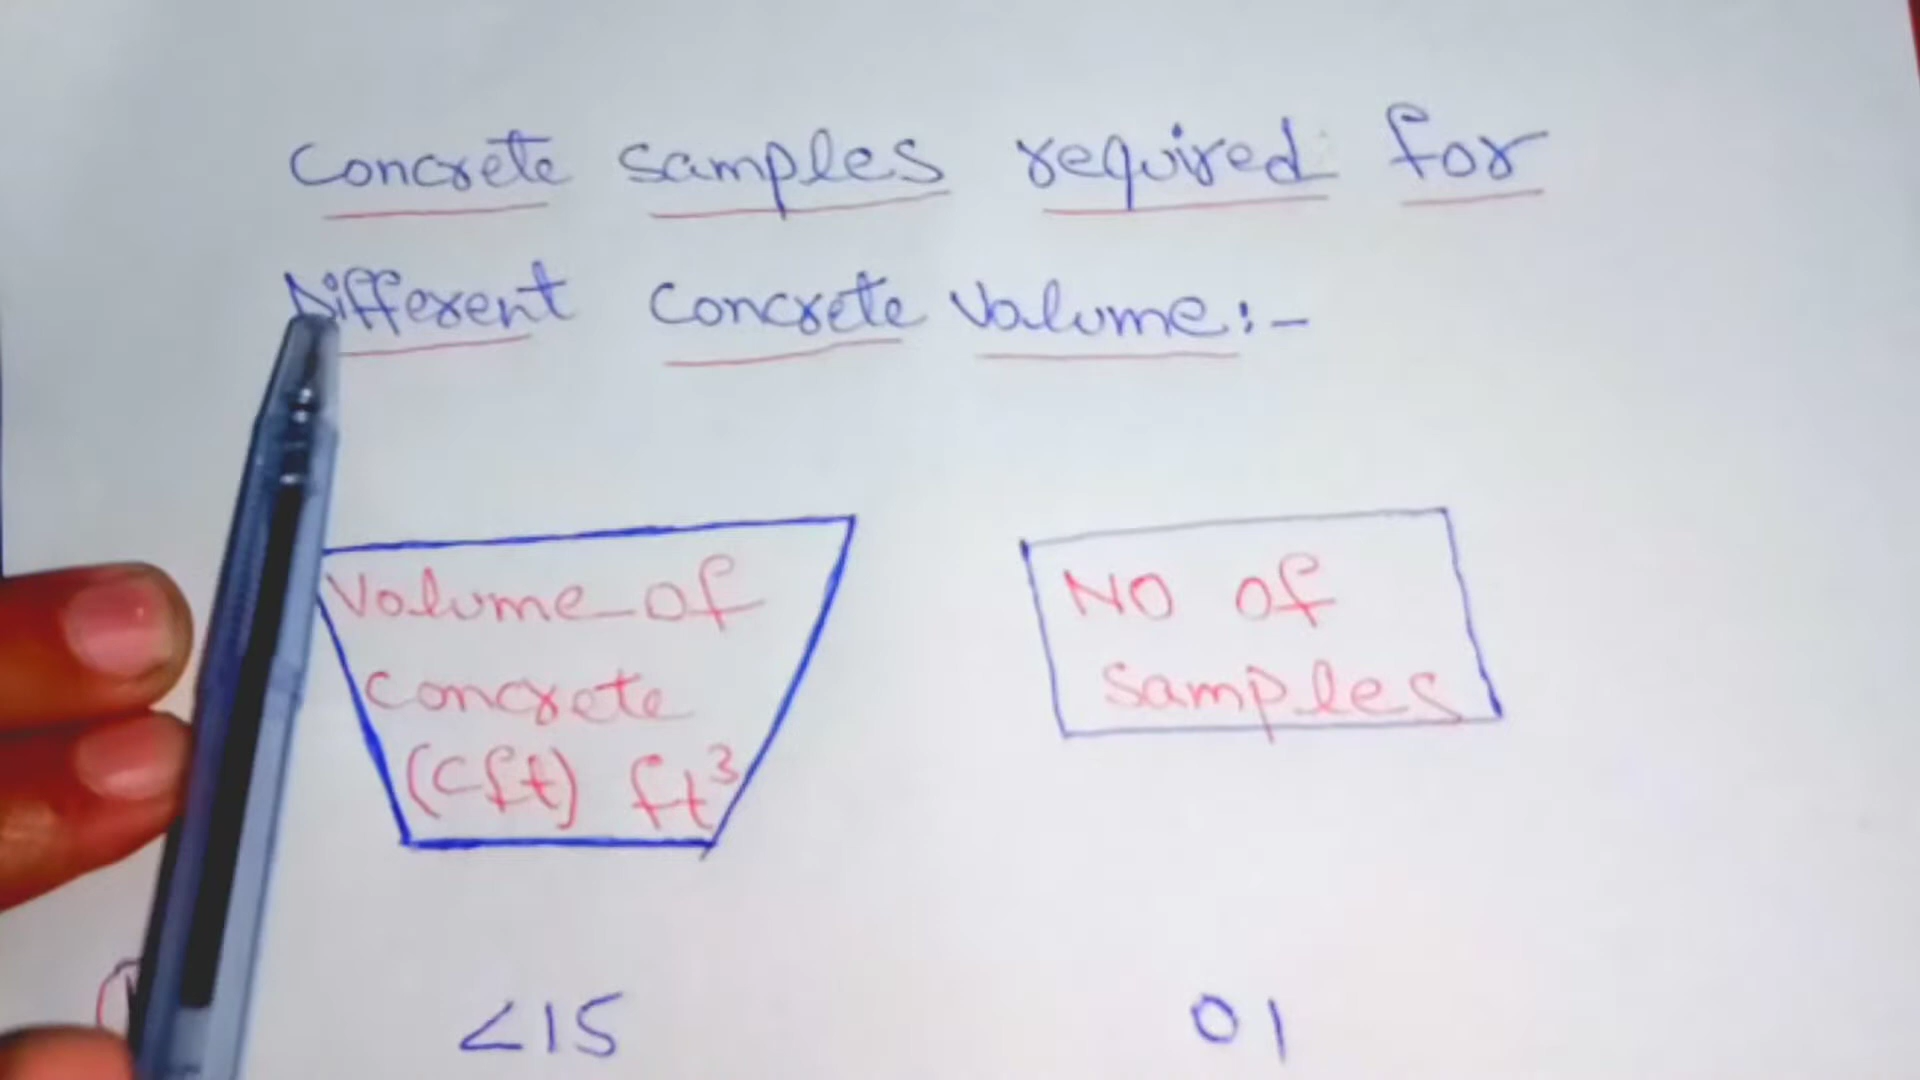 Concrete samples required for
Different Concrete Volume:-
Volume of
Concrete
(Cft) ft³
NO of
Samples
<15
01